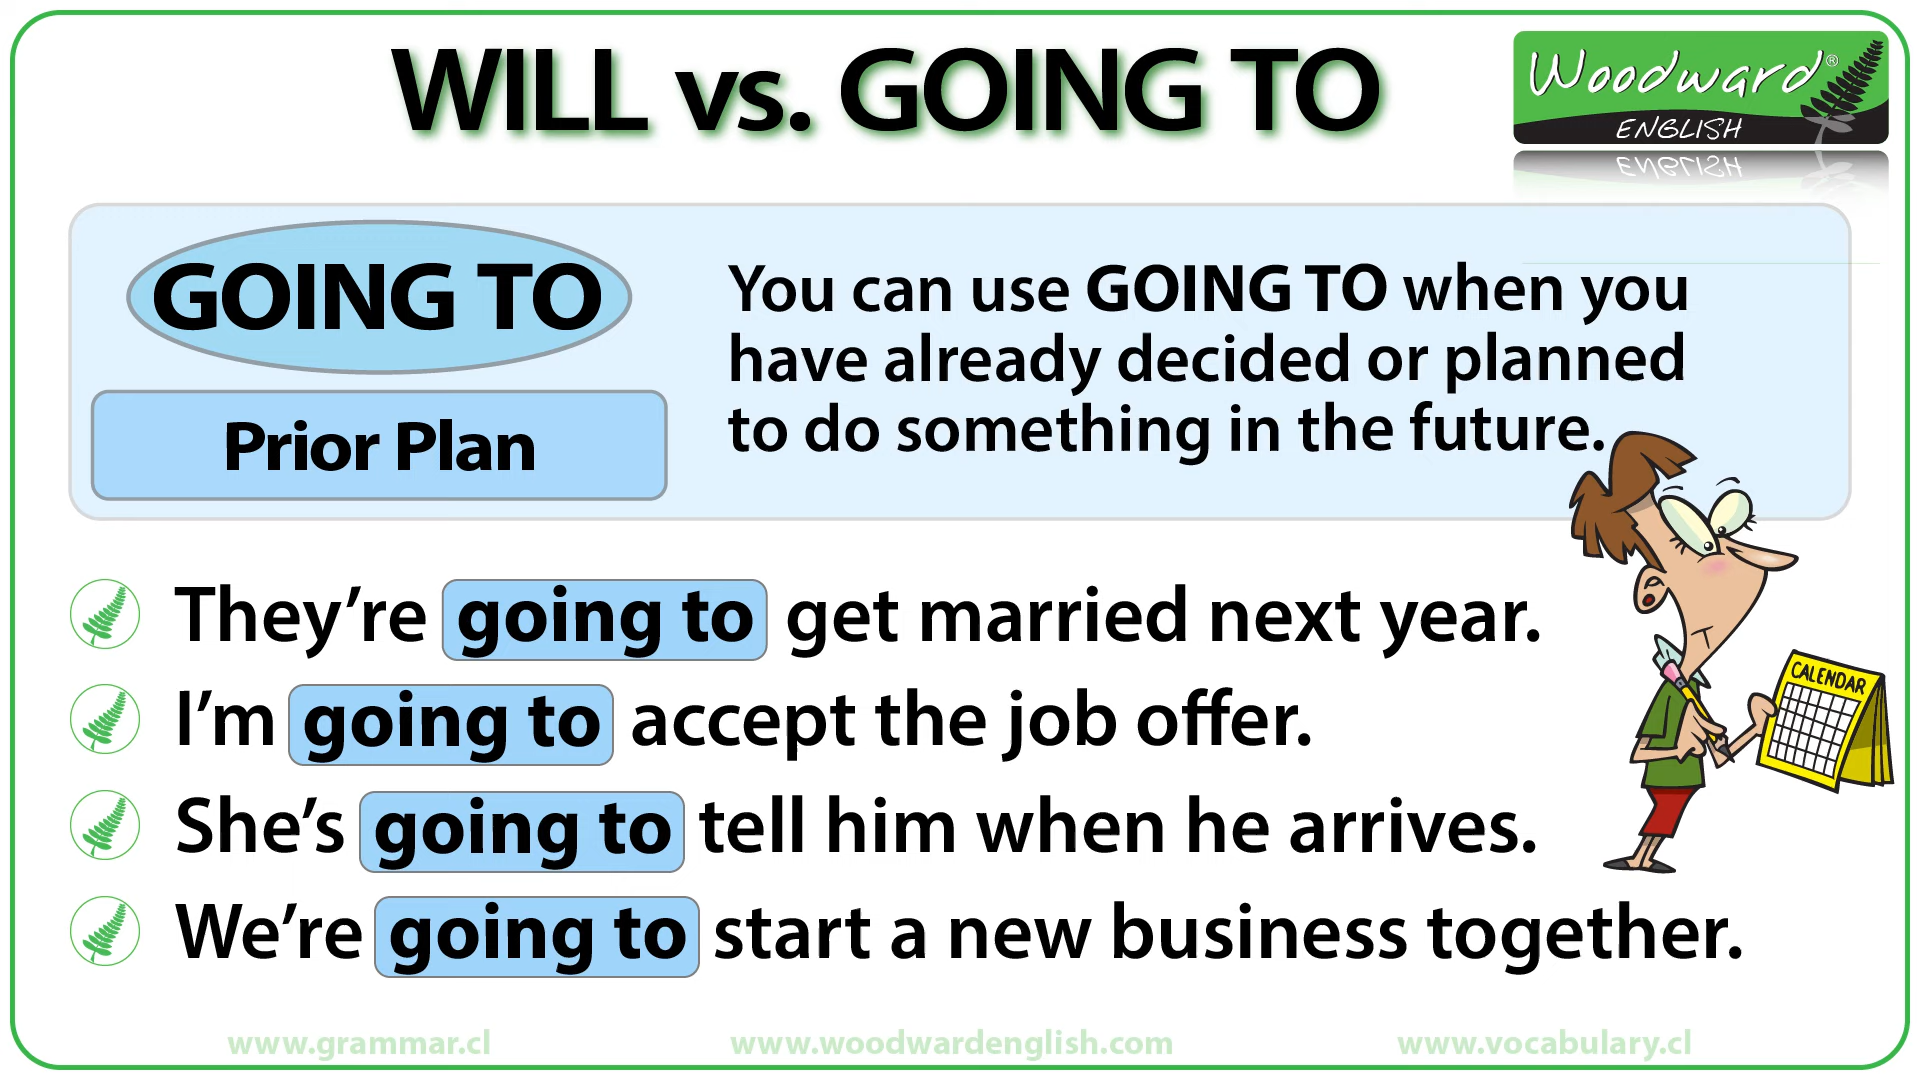 WILL vs. GOING TO
Woodward®
ENGLISH
GOING TO
Prior Plan
You can use GOING TO when you
have already decided or planned
to do something in the future.
They’re going to get married next year.
I’m going to accept the job offer.
She’s going to tell him when he arrives.
We’re going to start a new business together.
CALENDAR
www.grammar.cl
www.woodwardenglish.com
www.vocabulary.cl